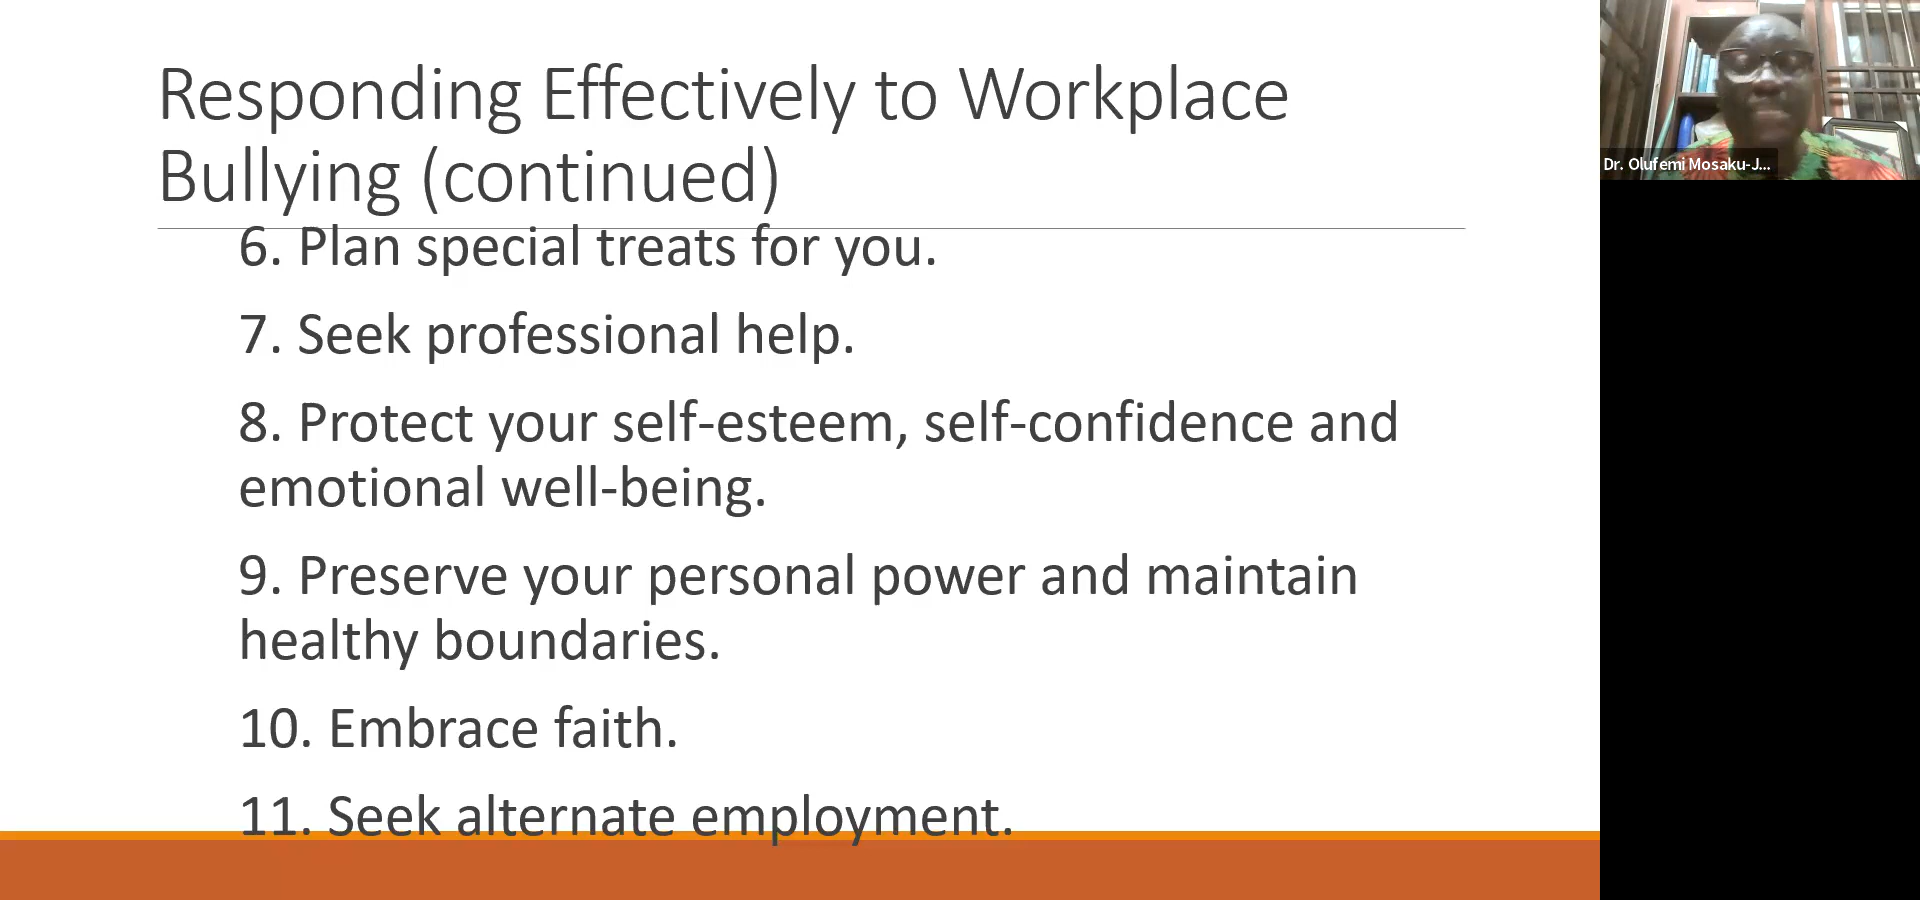 Responding Effectively to Workplace
Bullying (continued)
6. Plan special treats for you.
7. Seek professional help.
8. Protect your self-esteem, self-confidence and
emotional well-being.
9. Preserve your personal power and maintain
healthy boundaries.
10. Embrace faith.
11. Seek alternate employment.
Dr. Olufemi Mosaku-J...